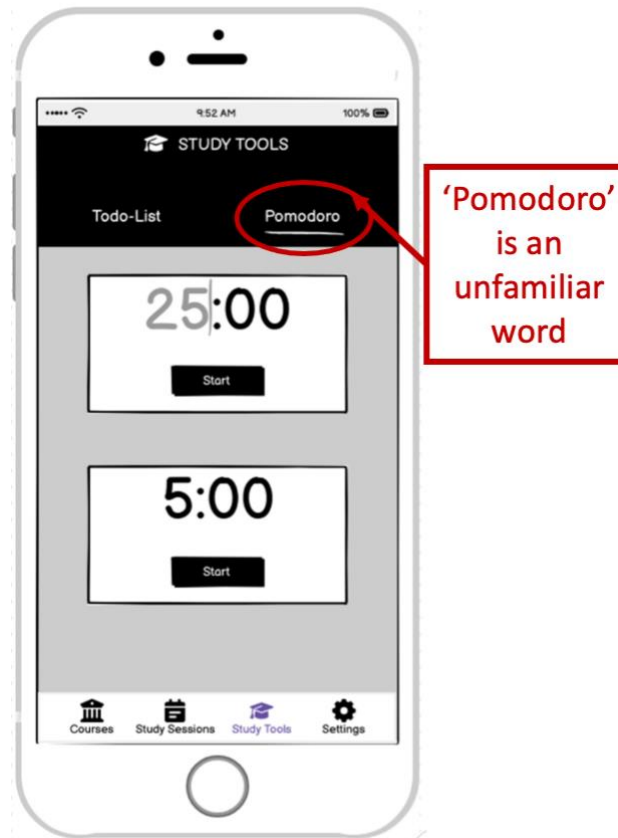 9:52 AM 100%
STUDY TOOLS
Todo-List Pomodoro
25:00
Start
5:00
Start
Courses Study Sessions Study Tools Settings
‘Pomodoro’
is an
unfamiliar
word